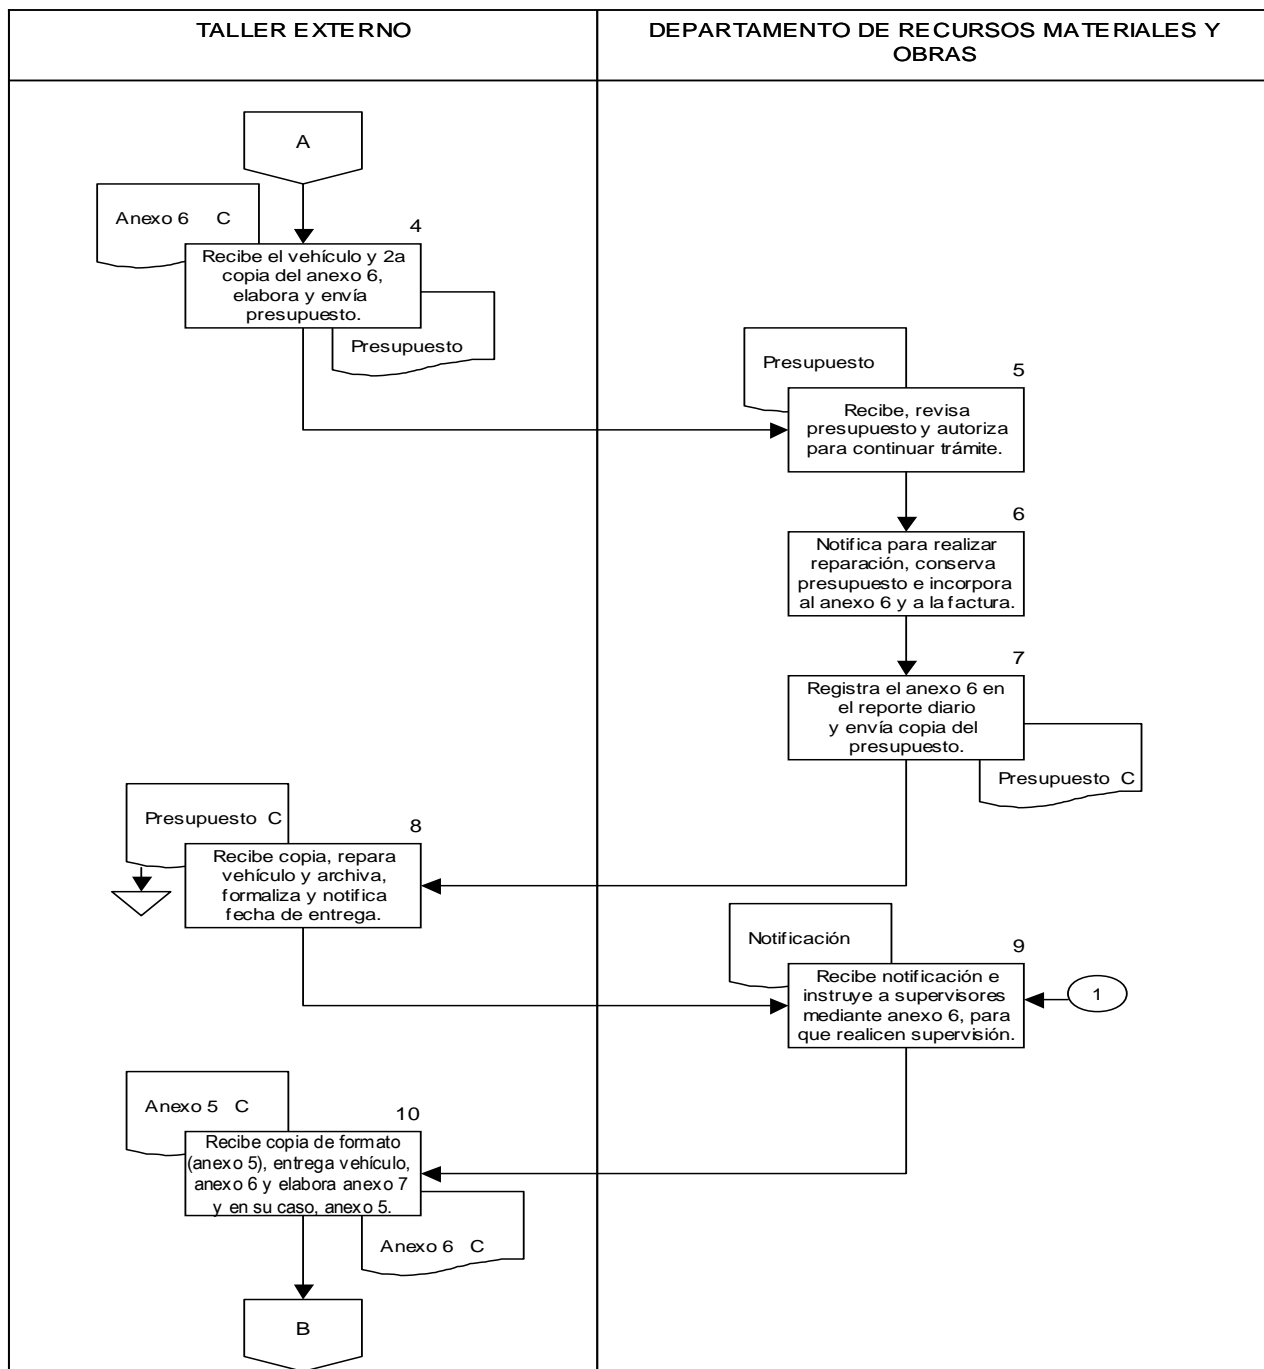 TALLER EXTERNO
DEPARTAMENTO DE RECURSOS MATERIALES Y
OBRAS
A
Anexo 6 C
4
Recibe el vehículo y 2a
copia del anexo 6,
elabora y envía
presupuesto.
Presupuesto
Presupuesto
5
Recibe, revisa
presupuesto y autoriza
para continuar trámite.
6
Notifica para realizar
reparación, conserva
presupuesto e incorpora
al anexo 6 y a la factura.
7
Registra el anexo 6 en
el reporte diario
y envía copia del
presupuesto.
Presupuesto C
Presupuesto C
8
Recibe copia, repara
vehículo y archiva,
formaliza y notifica
fecha de entrega.
Notificación
9
Recibe notificación e
instruye a supervisores
mediante anexo 6, para
que realicen supervisión.
1
Anexo 5 C
10
Recibe copia de formato
(anexo 5), entrega vehículo,
anexo 6 y elabora anexo 7
y en su caso, anexo 5.
Anexo 6 C
B